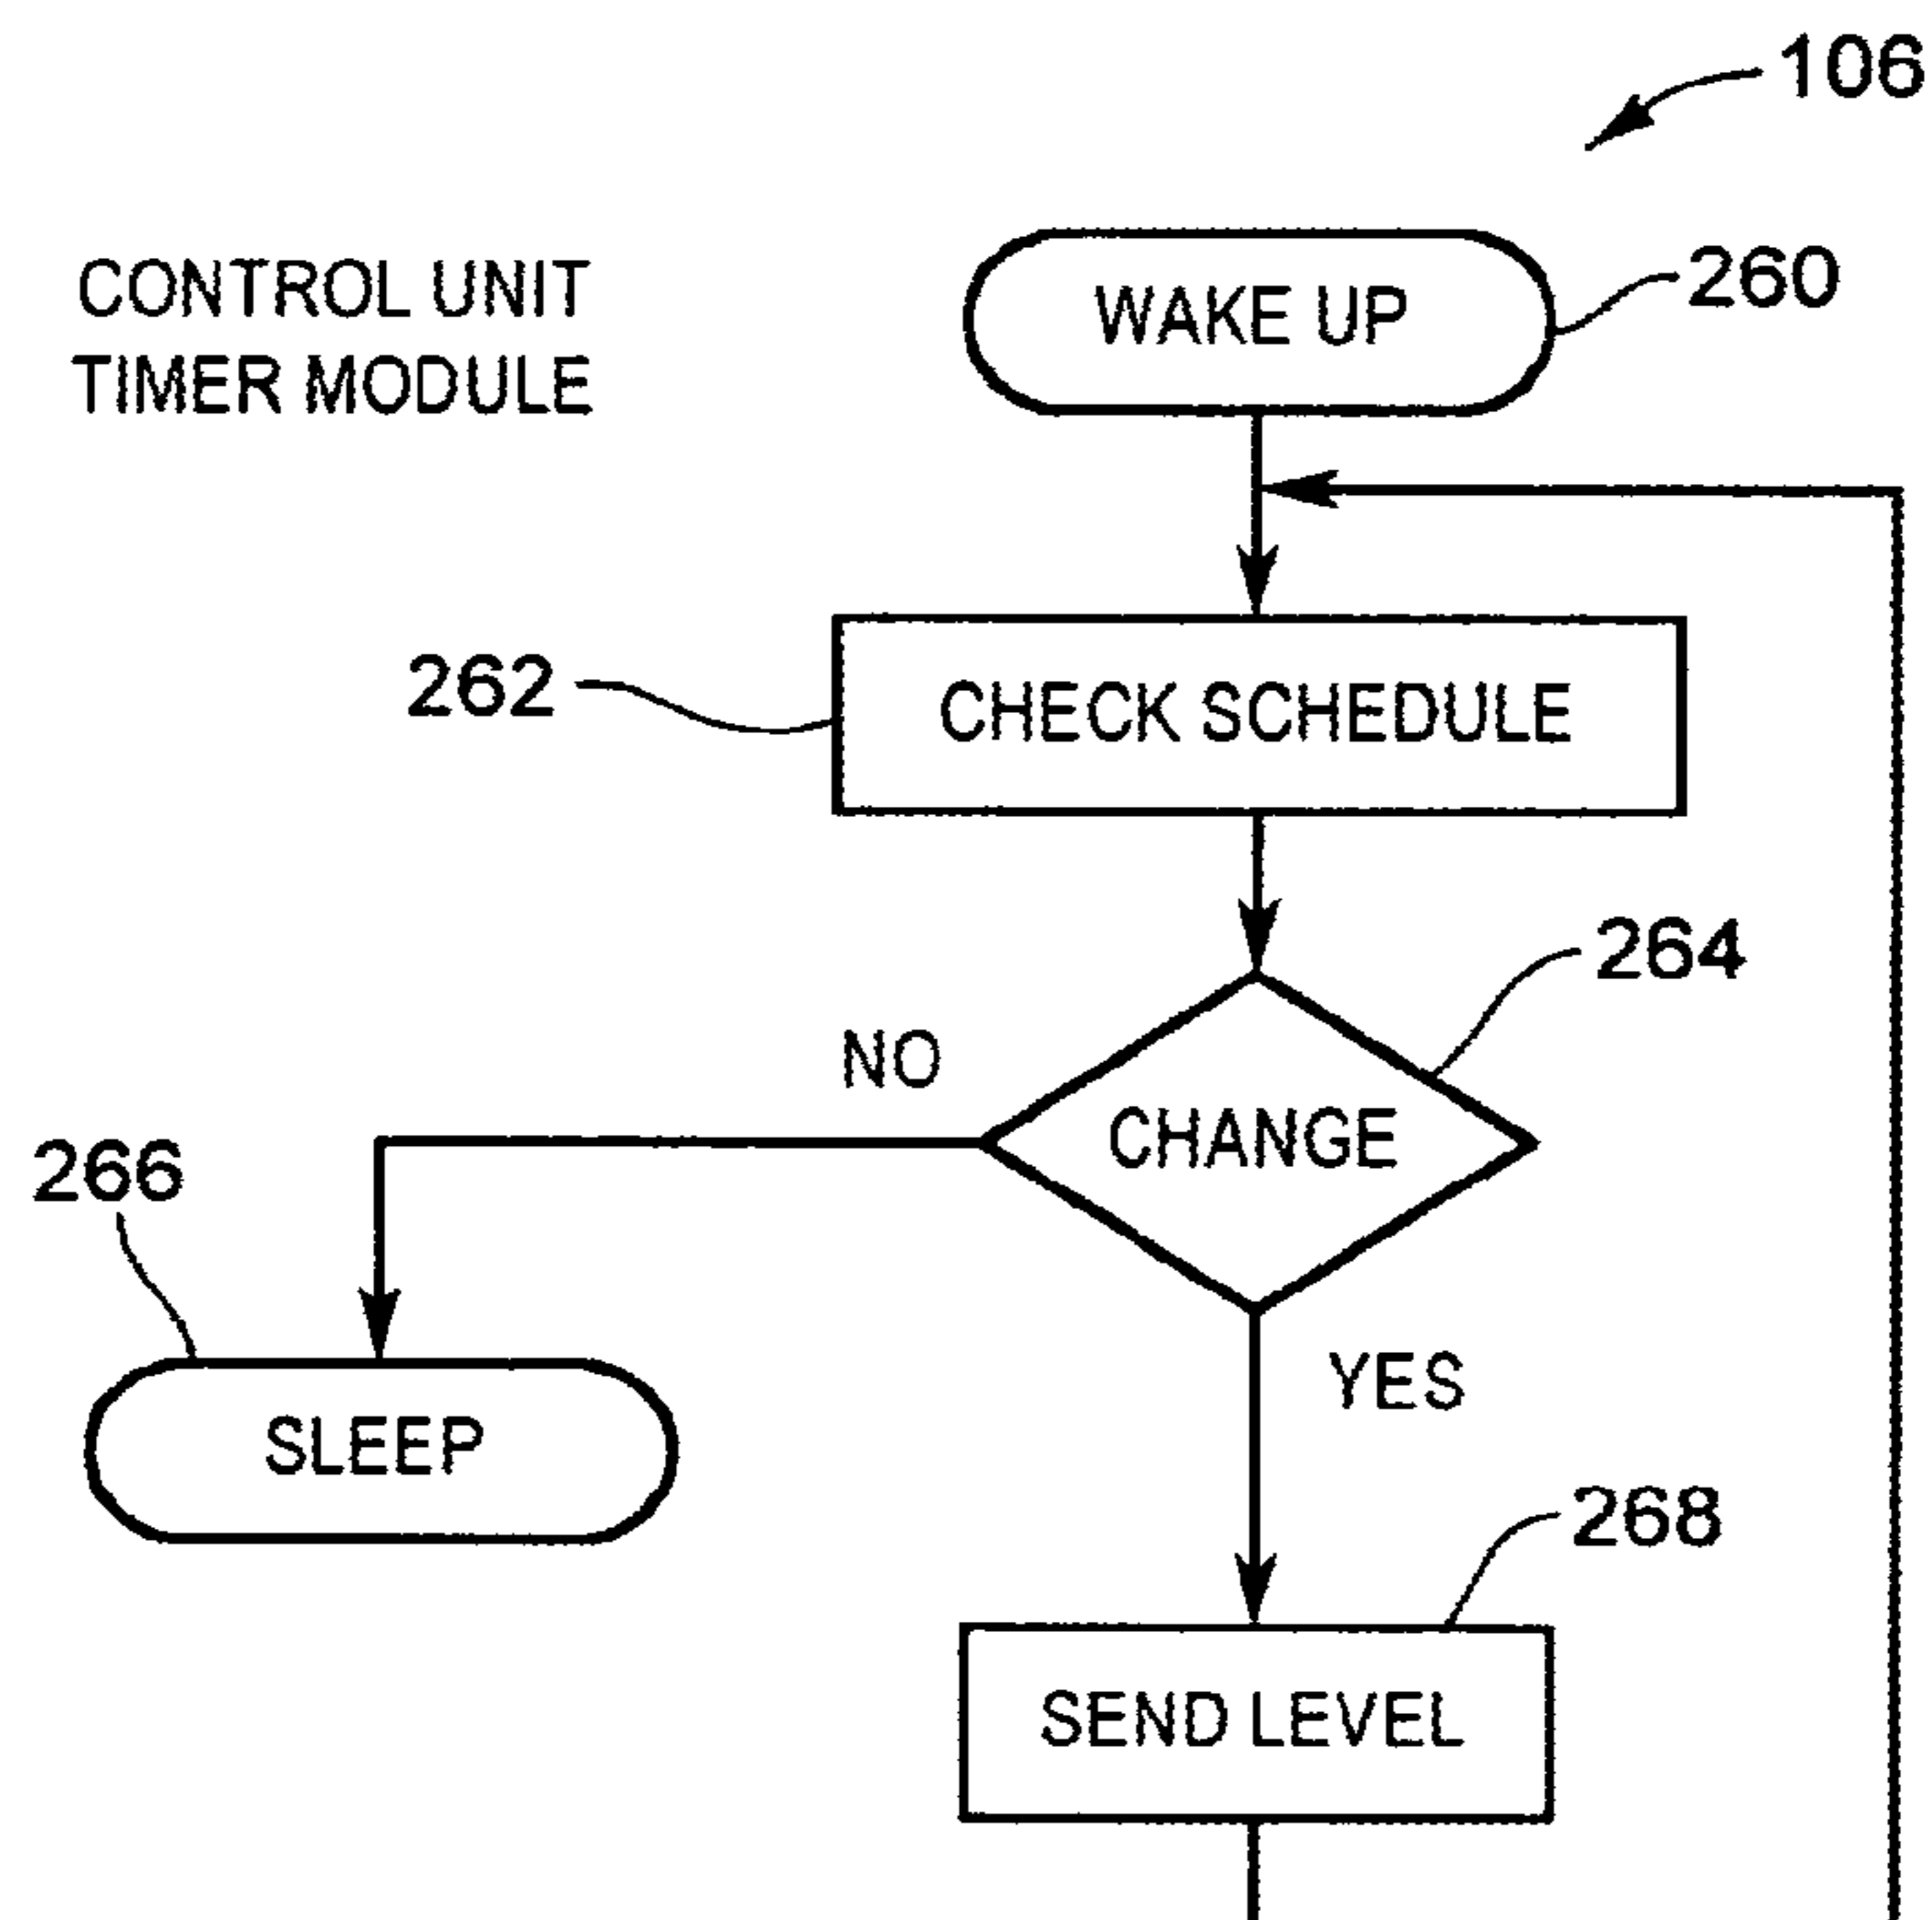 106
CONTROL UNIT
TIMER MODULE
WAKE UP
260
262
CHECK SCHEDULE
264
NO
CHANGE
266
YES
SLEEP
268
SEND LEVEL